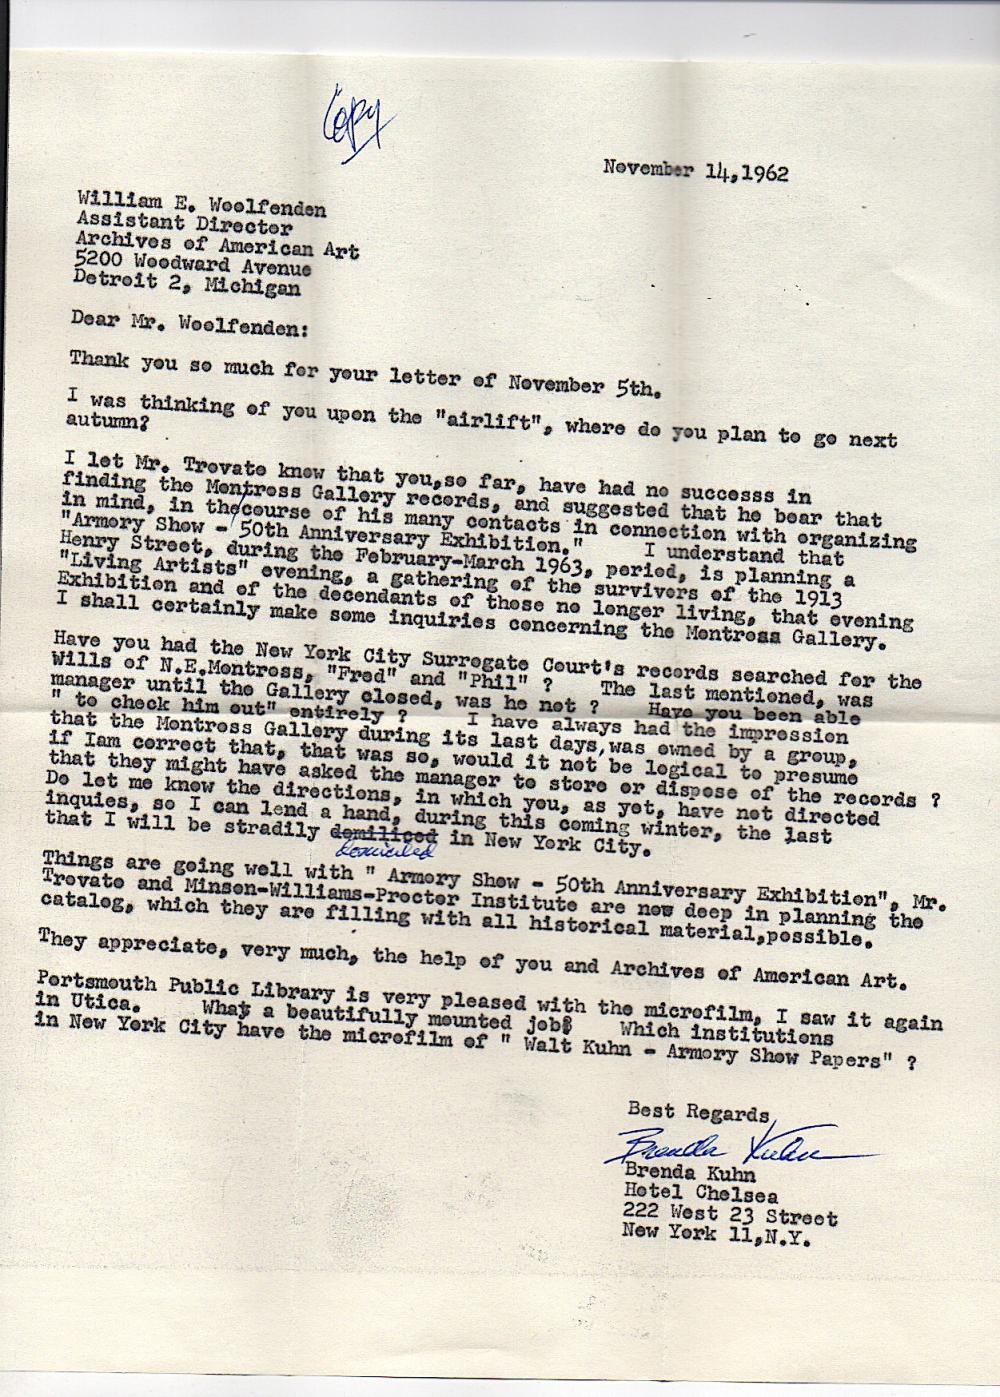 Copy
November 14,1962
William E. Woolfenden
Assistant Director
Archives of American Art
5200 Woodward Avenue
Detroit 2, Michigan
Dear Mr. Woolfenden:
Thank you so much for your letter of November 5th.
I was thinking of you upon the "airlift", where do you plan to go next
autumn?
I let Mr. Trovato know that you,so far, have had no successs in
finding the Montross Gallery records, and suggested that he bear that
in mind, in the/course of his many contacts in connection with organizing
"Armory Show - 50th Anniversary Exhibition." I understand that
Henry Street, during the February-March 1963, period, is planning a
"Living Artists" evening, a gathering of the survivors of the 1913
Exhibition and of the decendants of those no longer living, that evening
I shall certainly make some inquiries concerning the Montross Gallery.
Have you had the New York City Surrogate Court's records searched for the
Wills of N.E.Montross, "Fred" and "Phil" ? The last mentioned, was
manager until the Gallery closed, was he not ? Have you been able
" to check him out" entirely ? I have always had the impression
that the Montross Gallery during its last days,was owned by a group,
if Iam correct that, that was so, would it not be logical to presume
that they might have asked the manager to store or dispose of the records ?
Do let me know the directions, in which you, as yet, have not directed
inquies, so I can lend a hand, during this coming winter, the last
that I will be stradily domiliced in New York City.
domiciled
Things are going well with " Armory Show - 50th Anniversary Exhibition", Mr.
Trovato and Minson-Williams-Proctor Institute are now deep in planning the
catalog, which they are filling with all historical material,possible.
They appreciate, very much, the help of you and Archives of American Art.
Portsmouth Public Library is very pleased with the microfilm, I saw it again
in Utica. What a beautifully mounted job! Which institutions
in New York City have the microfilm of " Walt Kuhn - Armory Show Papers" ?
Best Regards
Brenda Kuhn
Brenda Kuhn
Hotel Chelsea
222 West 23 Street
New York 11,N.Y.